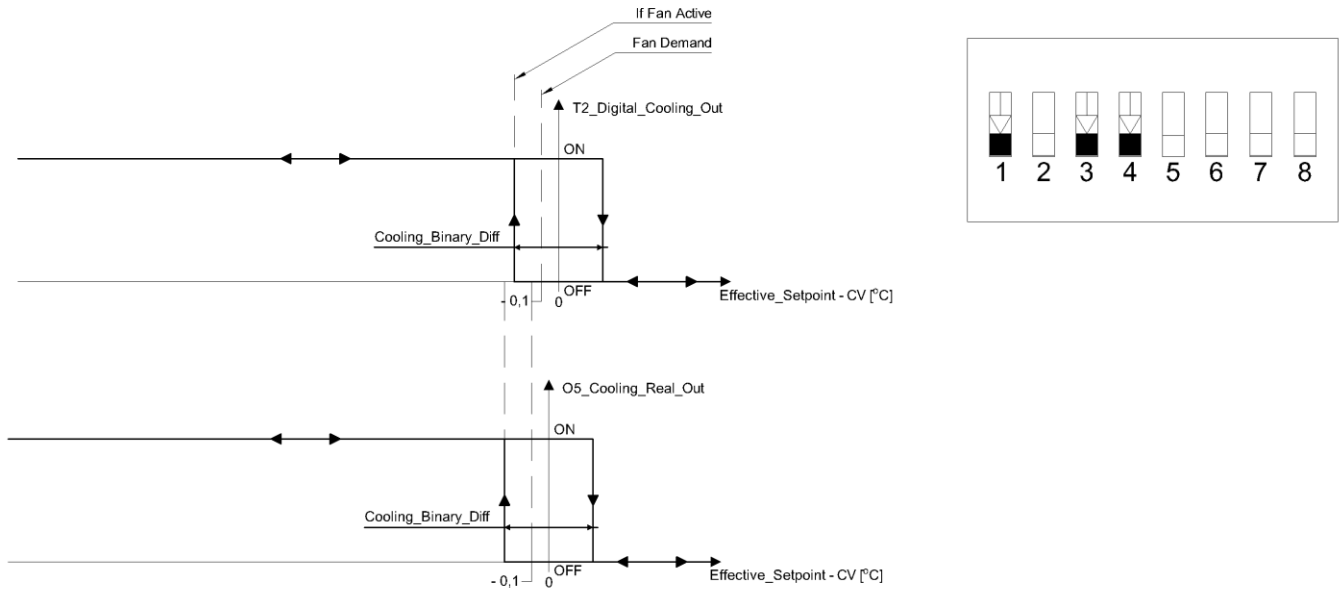 If Fan Active
Fan Demand
T2_Digital_Cooling_Out
ON
Cooling_Binary_Diff
OFF
- 0,1
0
Effective_Setpoint - CV [°C]
O5_Cooling_Real_Out
ON
Cooling_Binary_Diff
OFF
- 0,1
0
Effective_Setpoint - CV [°C]
1 2 3 4 5 6 7 8